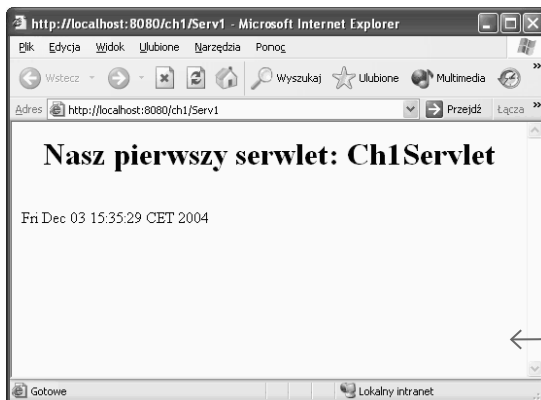 http://localhost:8080/ch1/Serv1 - Microsoft Internet Explorer
Plik Edycja Widok Ulubione Narzędzia Pomoc
Wstecz Wyszukaj Ulubione Multimedia »
Adres http://localhost:8080/ch1/Serv1 Przejdź Łącza »
Nasz pierwszy serwlet: Ch1Servlet
Fri Dec 03 15:35:29 CET 2004
Gotowe Lokalny intranet